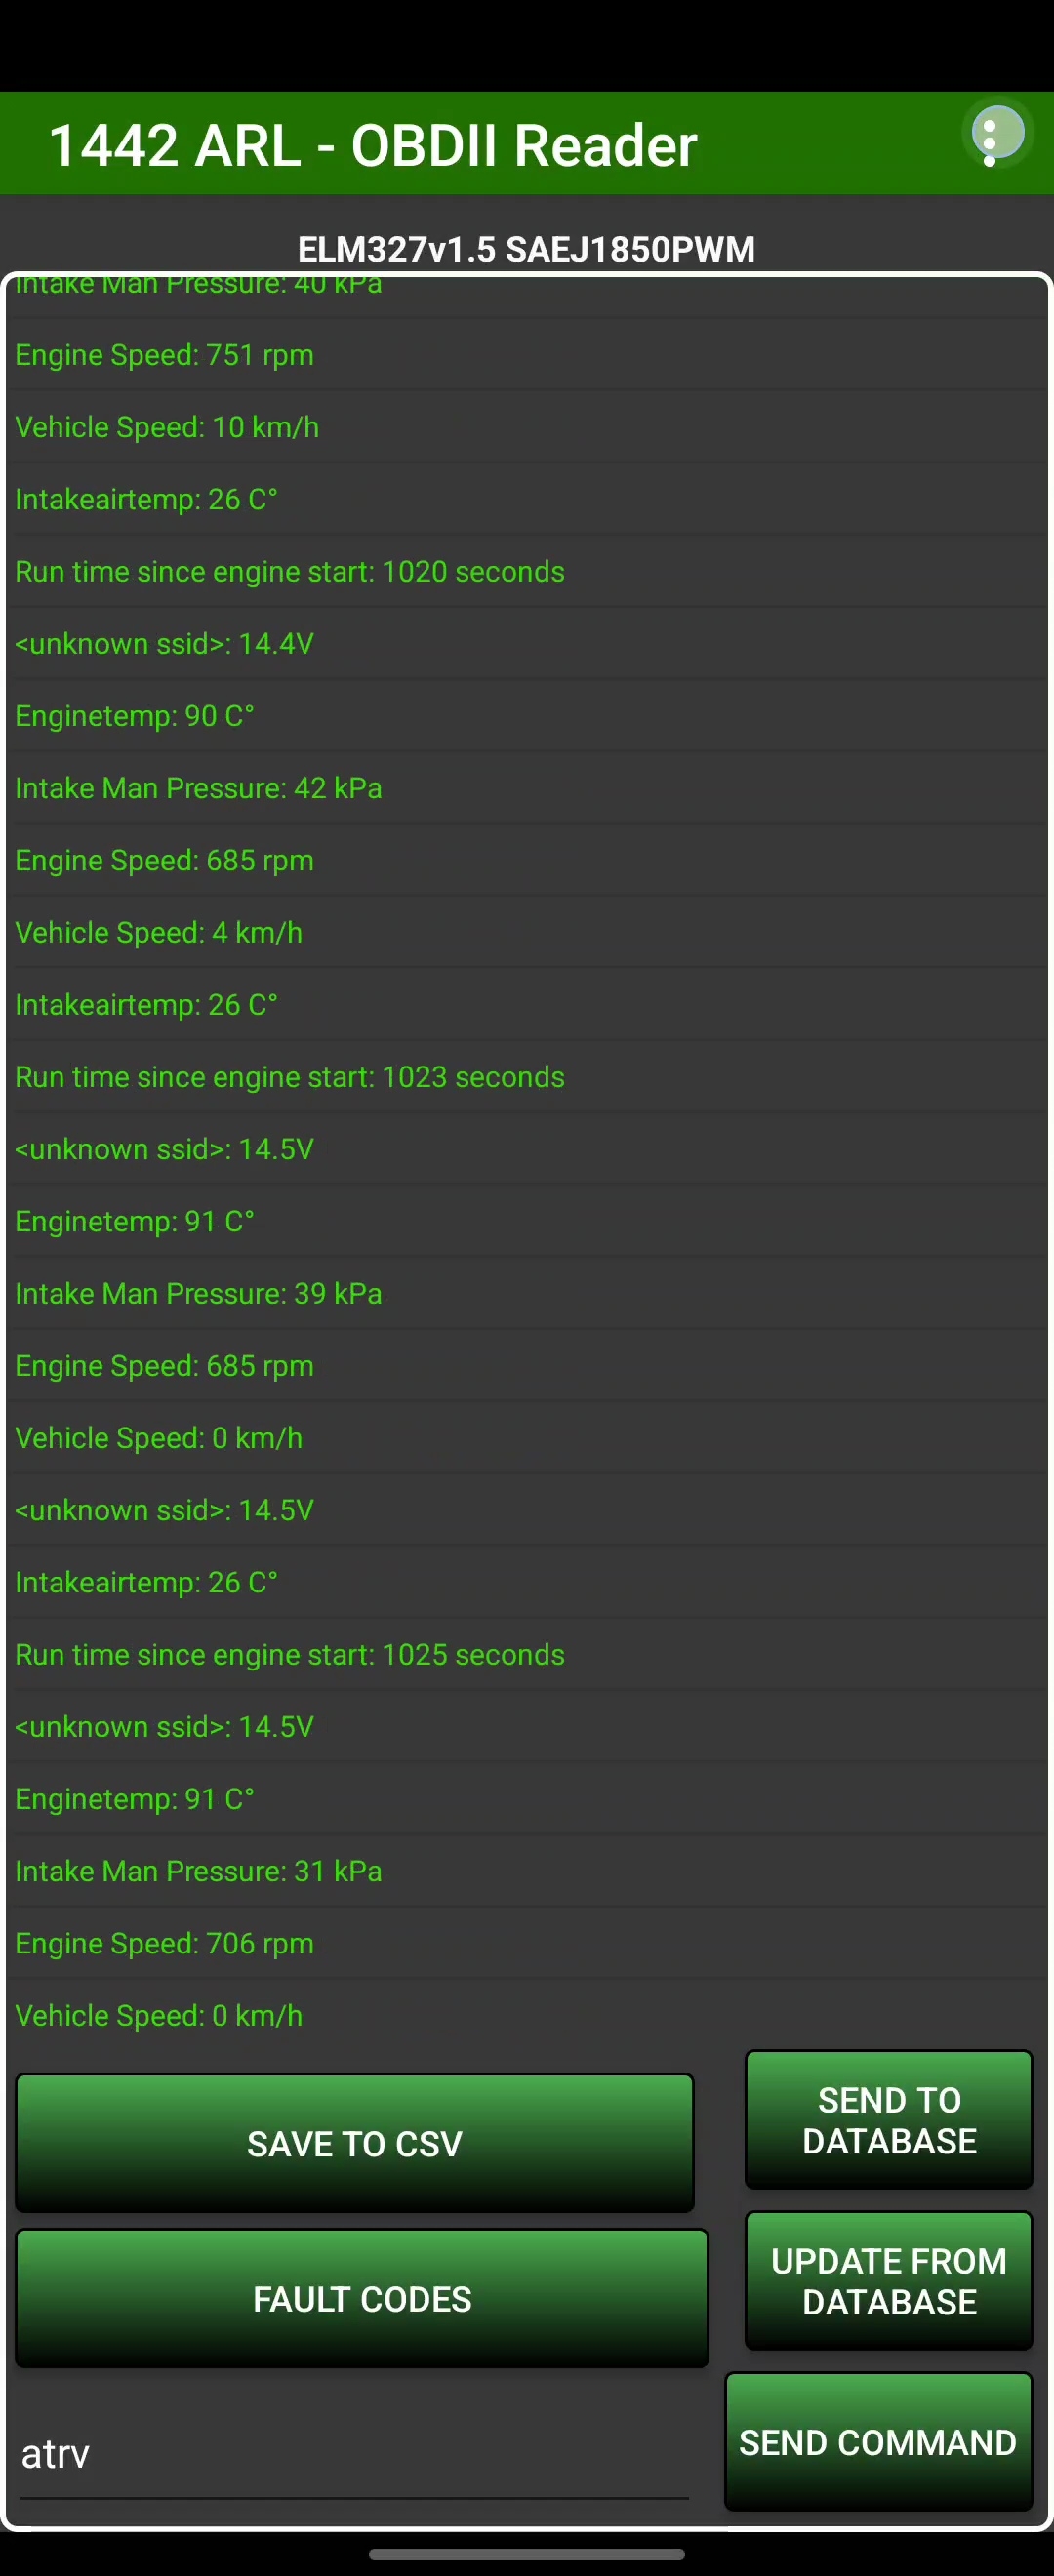 1442 ARL - OBDII Reader
ELM327v1.5 SAEJ1850PWM
Intake Man Pressure: 40 kPa
Engine Speed: 751 rpm
Vehicle Speed: 10 km/h
Intakeairtemp: 26 C°
Run time since engine start: 1020 seconds
<unknown ssid>: 14.4V
Enginetemp: 90 C°
Intake Man Pressure: 42 kPa
Engine Speed: 685 rpm
Vehicle Speed: 4 km/h
Intakeairtemp: 26 C°
Run time since engine start: 1023 seconds
<unknown ssid>: 14.5V
Enginetemp: 91 C°
Intake Man Pressure: 39 kPa
Engine Speed: 685 rpm
Vehicle Speed: 0 km/h
<unknown ssid>: 14.5V
Intakeairtemp: 26 C°
Run time since engine start: 1025 seconds
<unknown ssid>: 14.5V
Enginetemp: 91 C°
Intake Man Pressure: 31 kPa
Engine Speed: 706 rpm
Vehicle Speed: 0 km/h
SAVE TO CSV
SEND TO
DATABASE
FAULT CODES
UPDATE FROM
DATABASE
atrv
SEND COMMAND